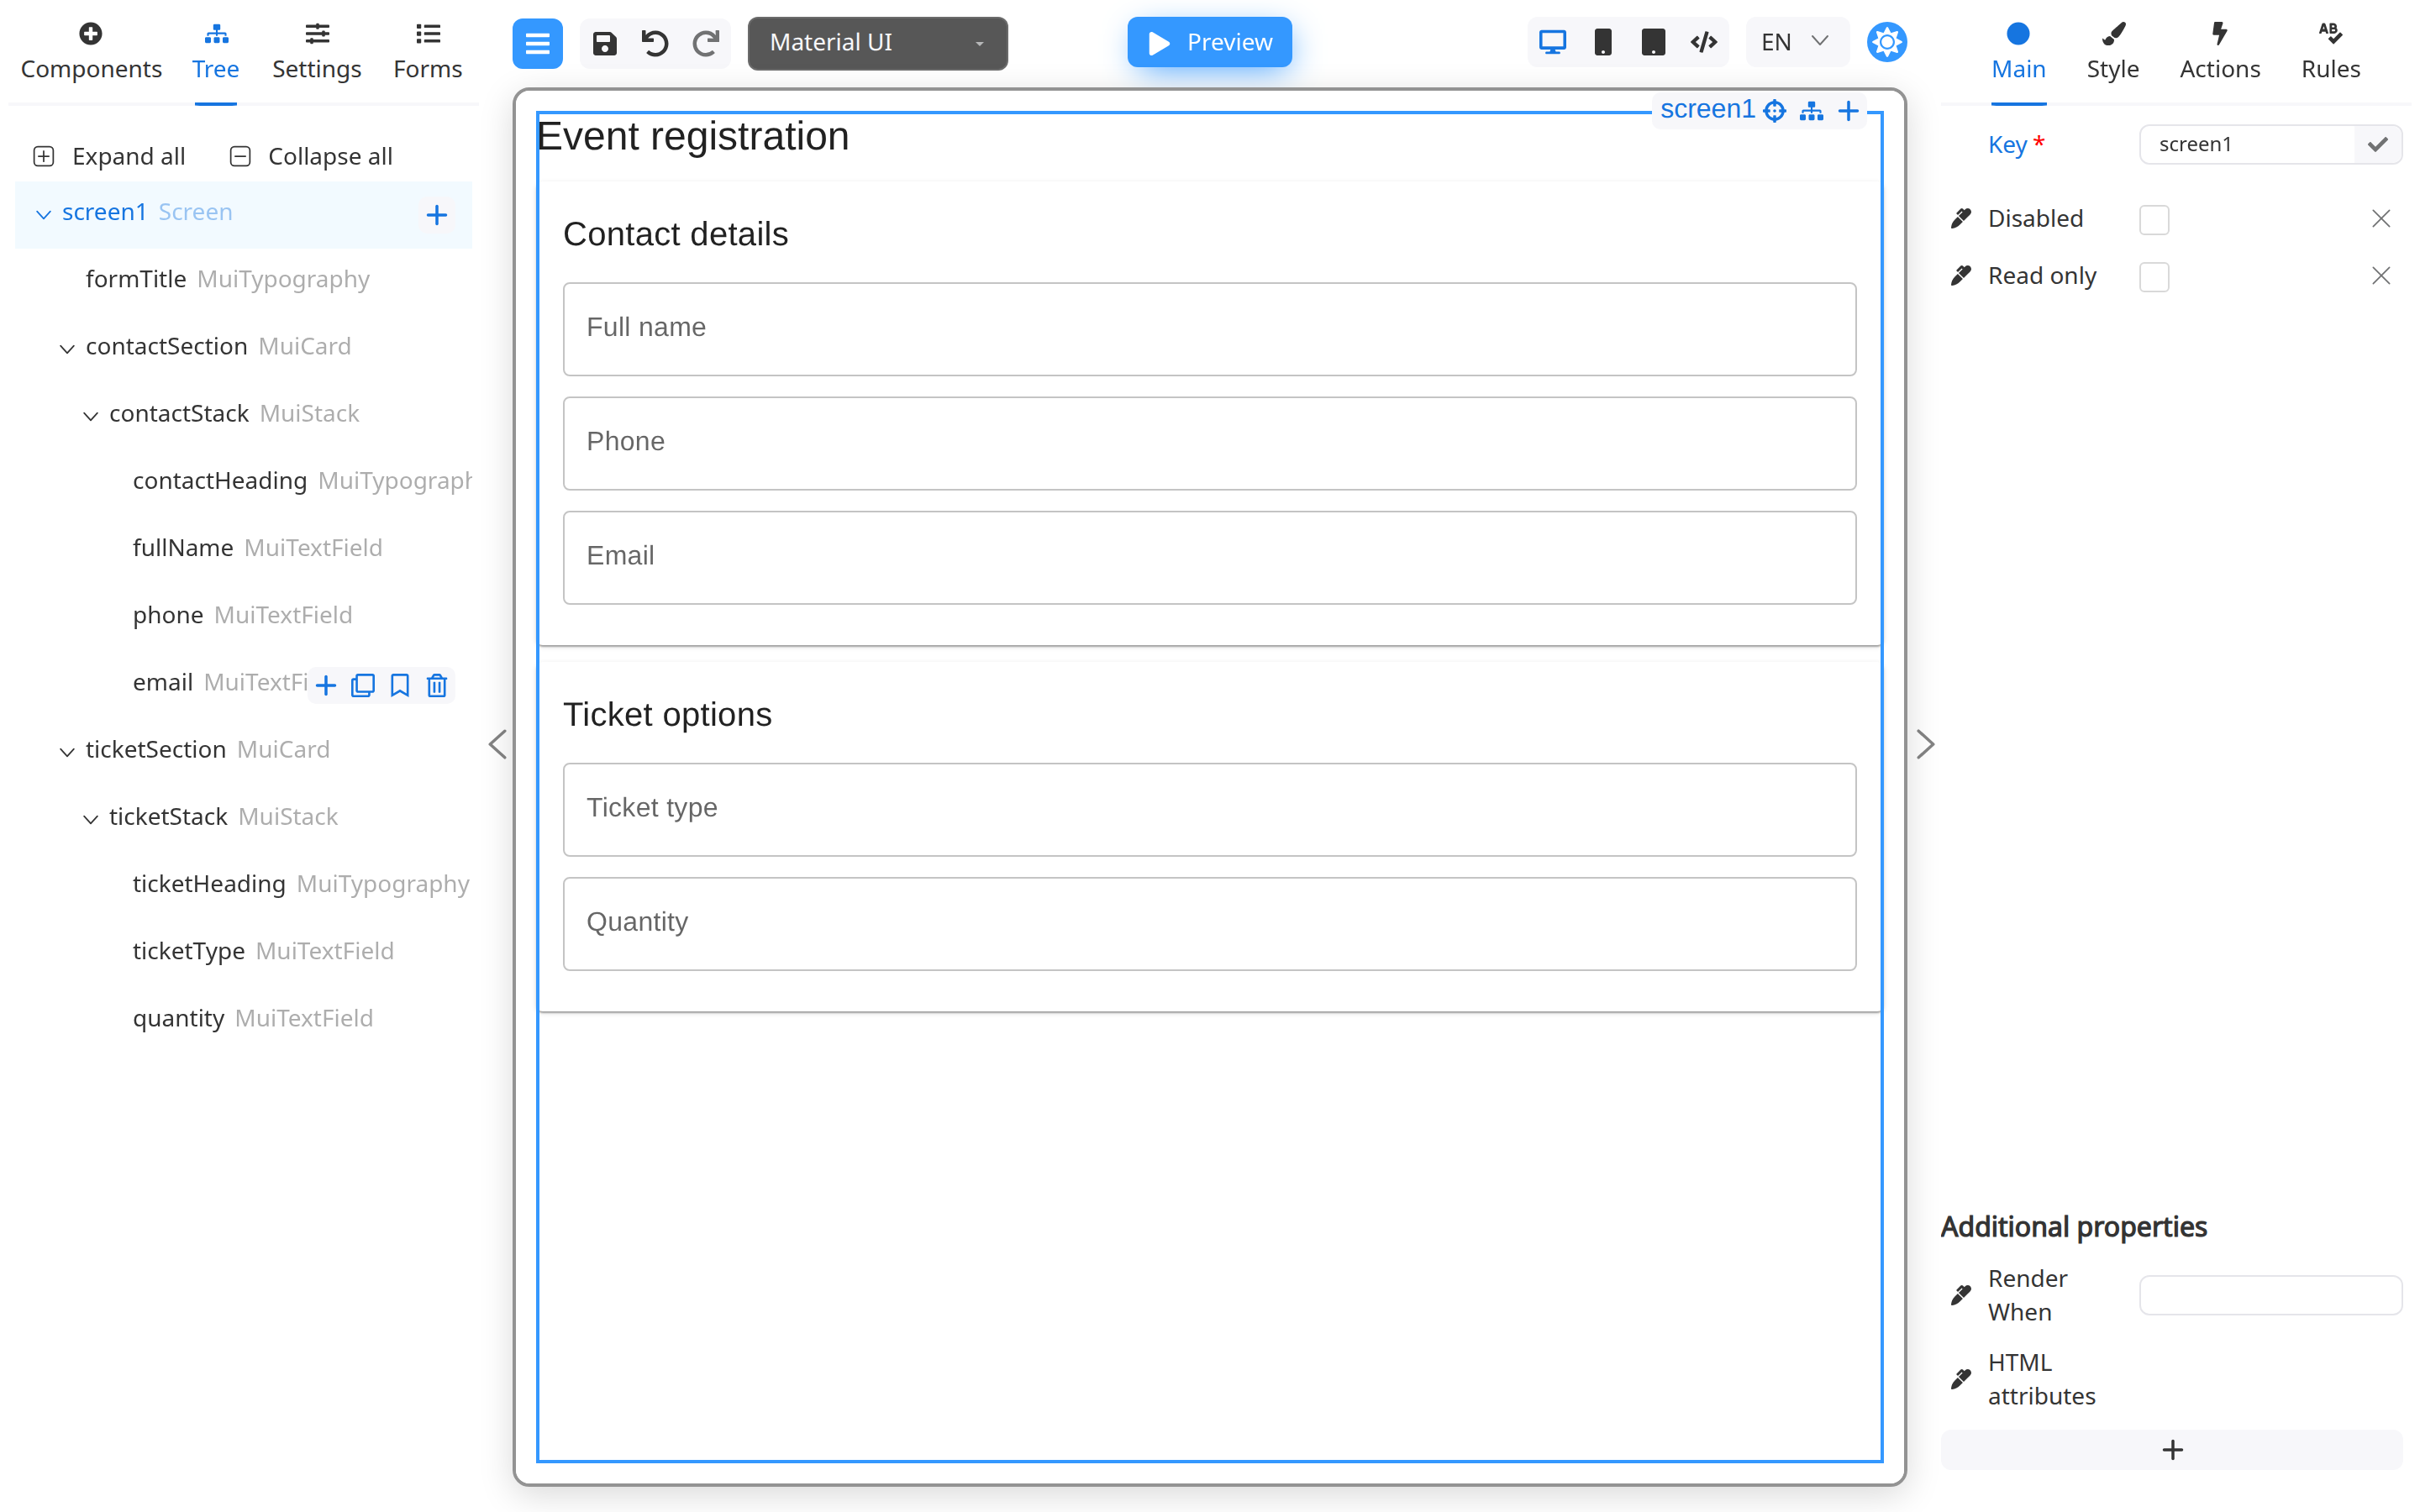 Components
Tree
Settings
Forms
Material UI
Preview
EN
Main
Style
Actions
Rules
Expand all
Collapse all
screen1 Screen
formTitle MuiTypography
contactSection MuiCard
contactStack MuiStack
contactHeading MuiTypograph
fullName MuiTextField
phone MuiTextField
email MuiTextFi
ticketSection MuiCard
ticketStack MuiStack
ticketHeading MuiTypography
ticketType MuiTextField
quantity MuiTextField
screen1
Event registration
Contact details
Full name
Phone
Email
Ticket options
Ticket type
Quantity
Key *
screen1
Disabled
Read only
Additional properties
Render
When
HTML
attributes